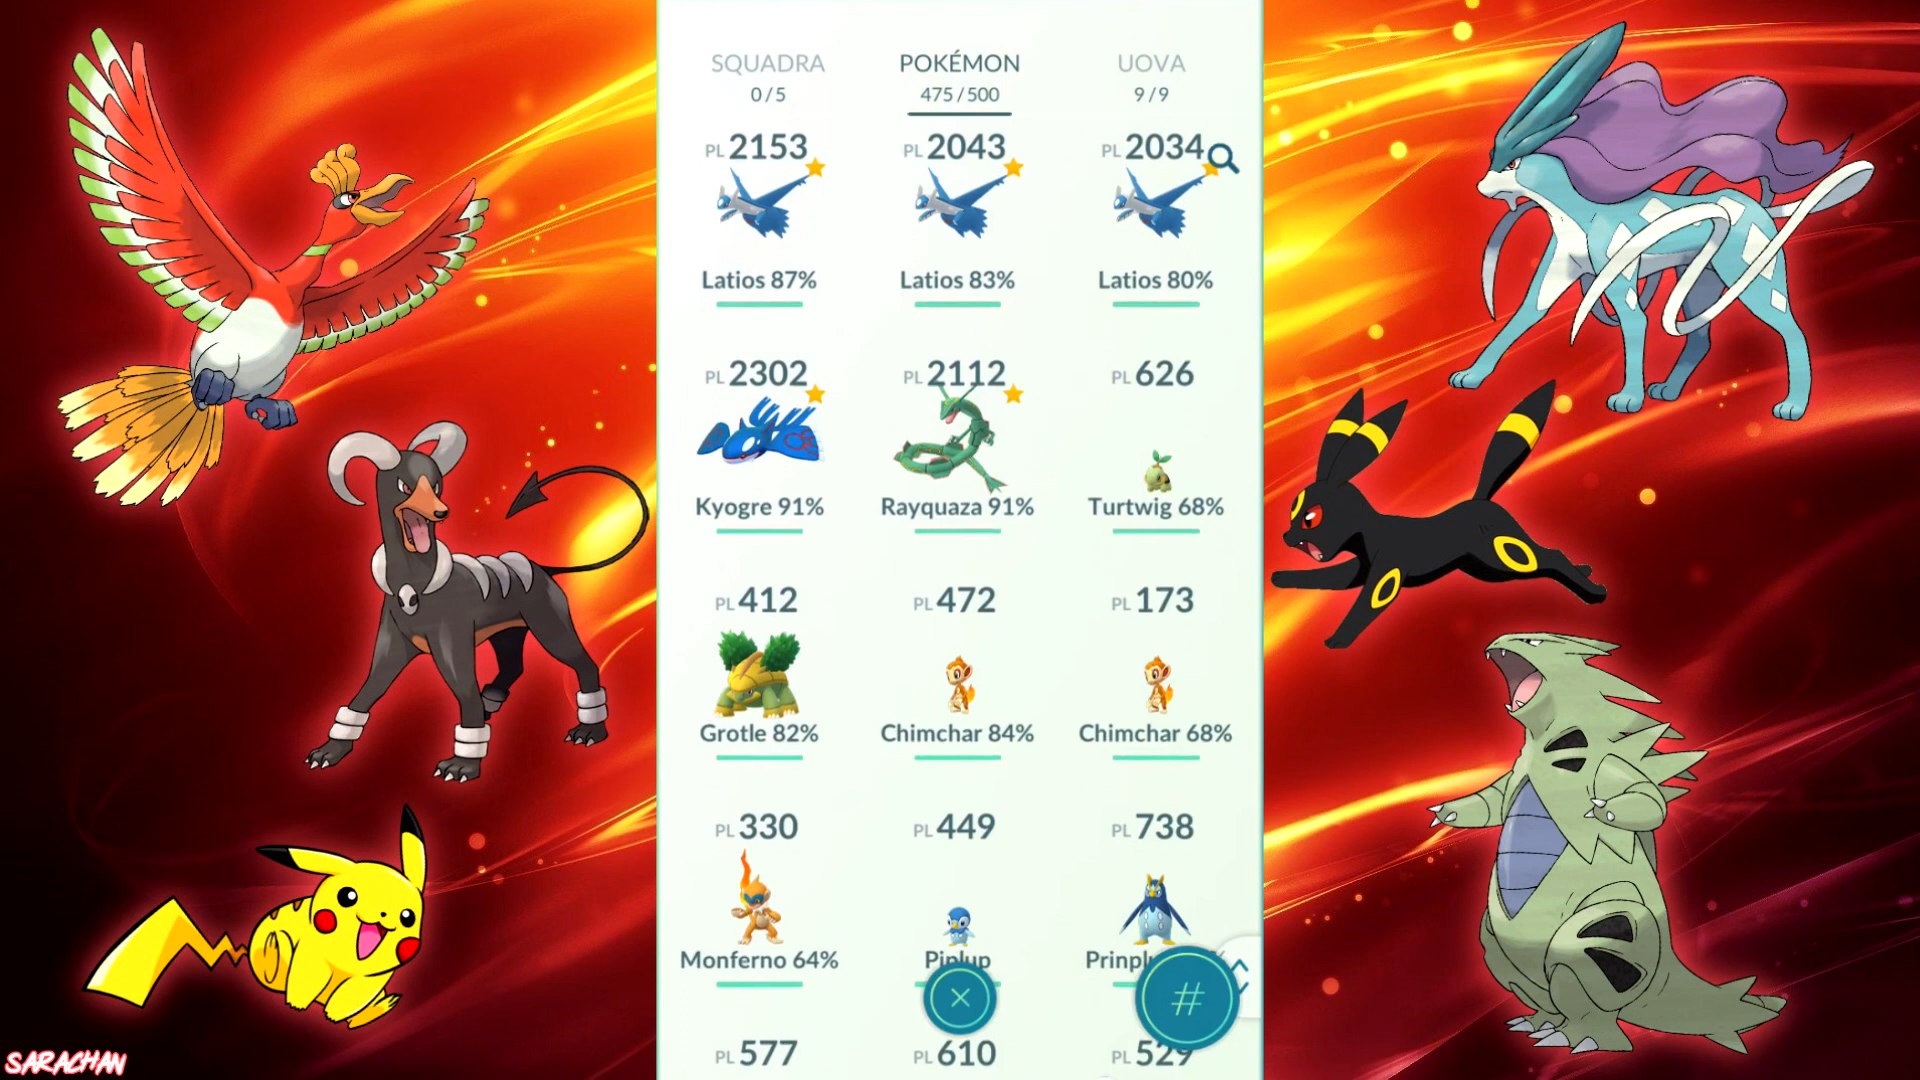 SQUADRA POKÉMON UOVA
0/5 475/500 9/9
PL 2153 PL 2043 PL 2034
Latios 87% Latios 83% Latios 80%
PL 2302 PL 2112 PL 626
Kyogre 91% Rayquaza 91% Turtwig 68%
PL 412 PL 472 PL 173
Grotle 82% Chimchar 84% Chimchar 68%
PL 330 PL 449 PL 738
Monferno 64% Piplup
#
PL 577 PL 610 PL 529
SARACHAN